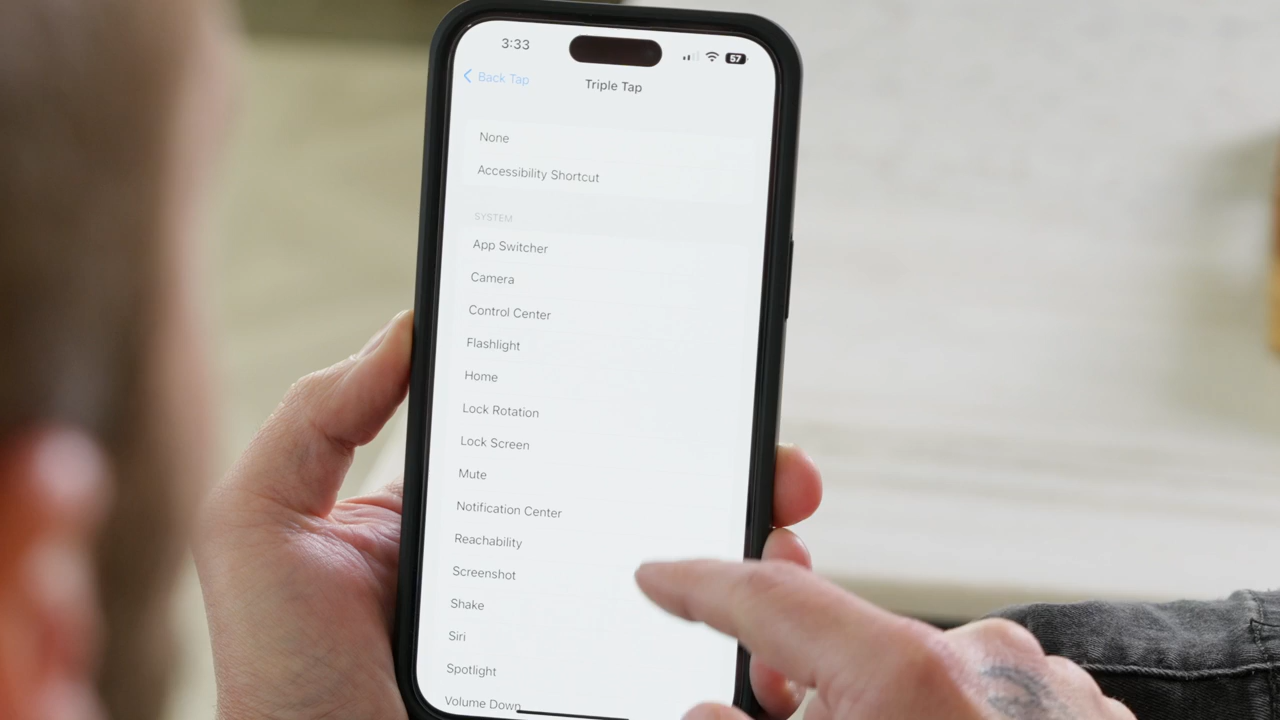 3:33
57
Back Tap
Triple Tap
None
Accessibility Shortcut
SYSTEM
App Switcher
Camera
Control Center
Flashlight
Home
Lock Rotation
Lock Screen
Mute
Notification Center
Reachability
Screenshot
Shake
Siri
Spotlight
Volume Down